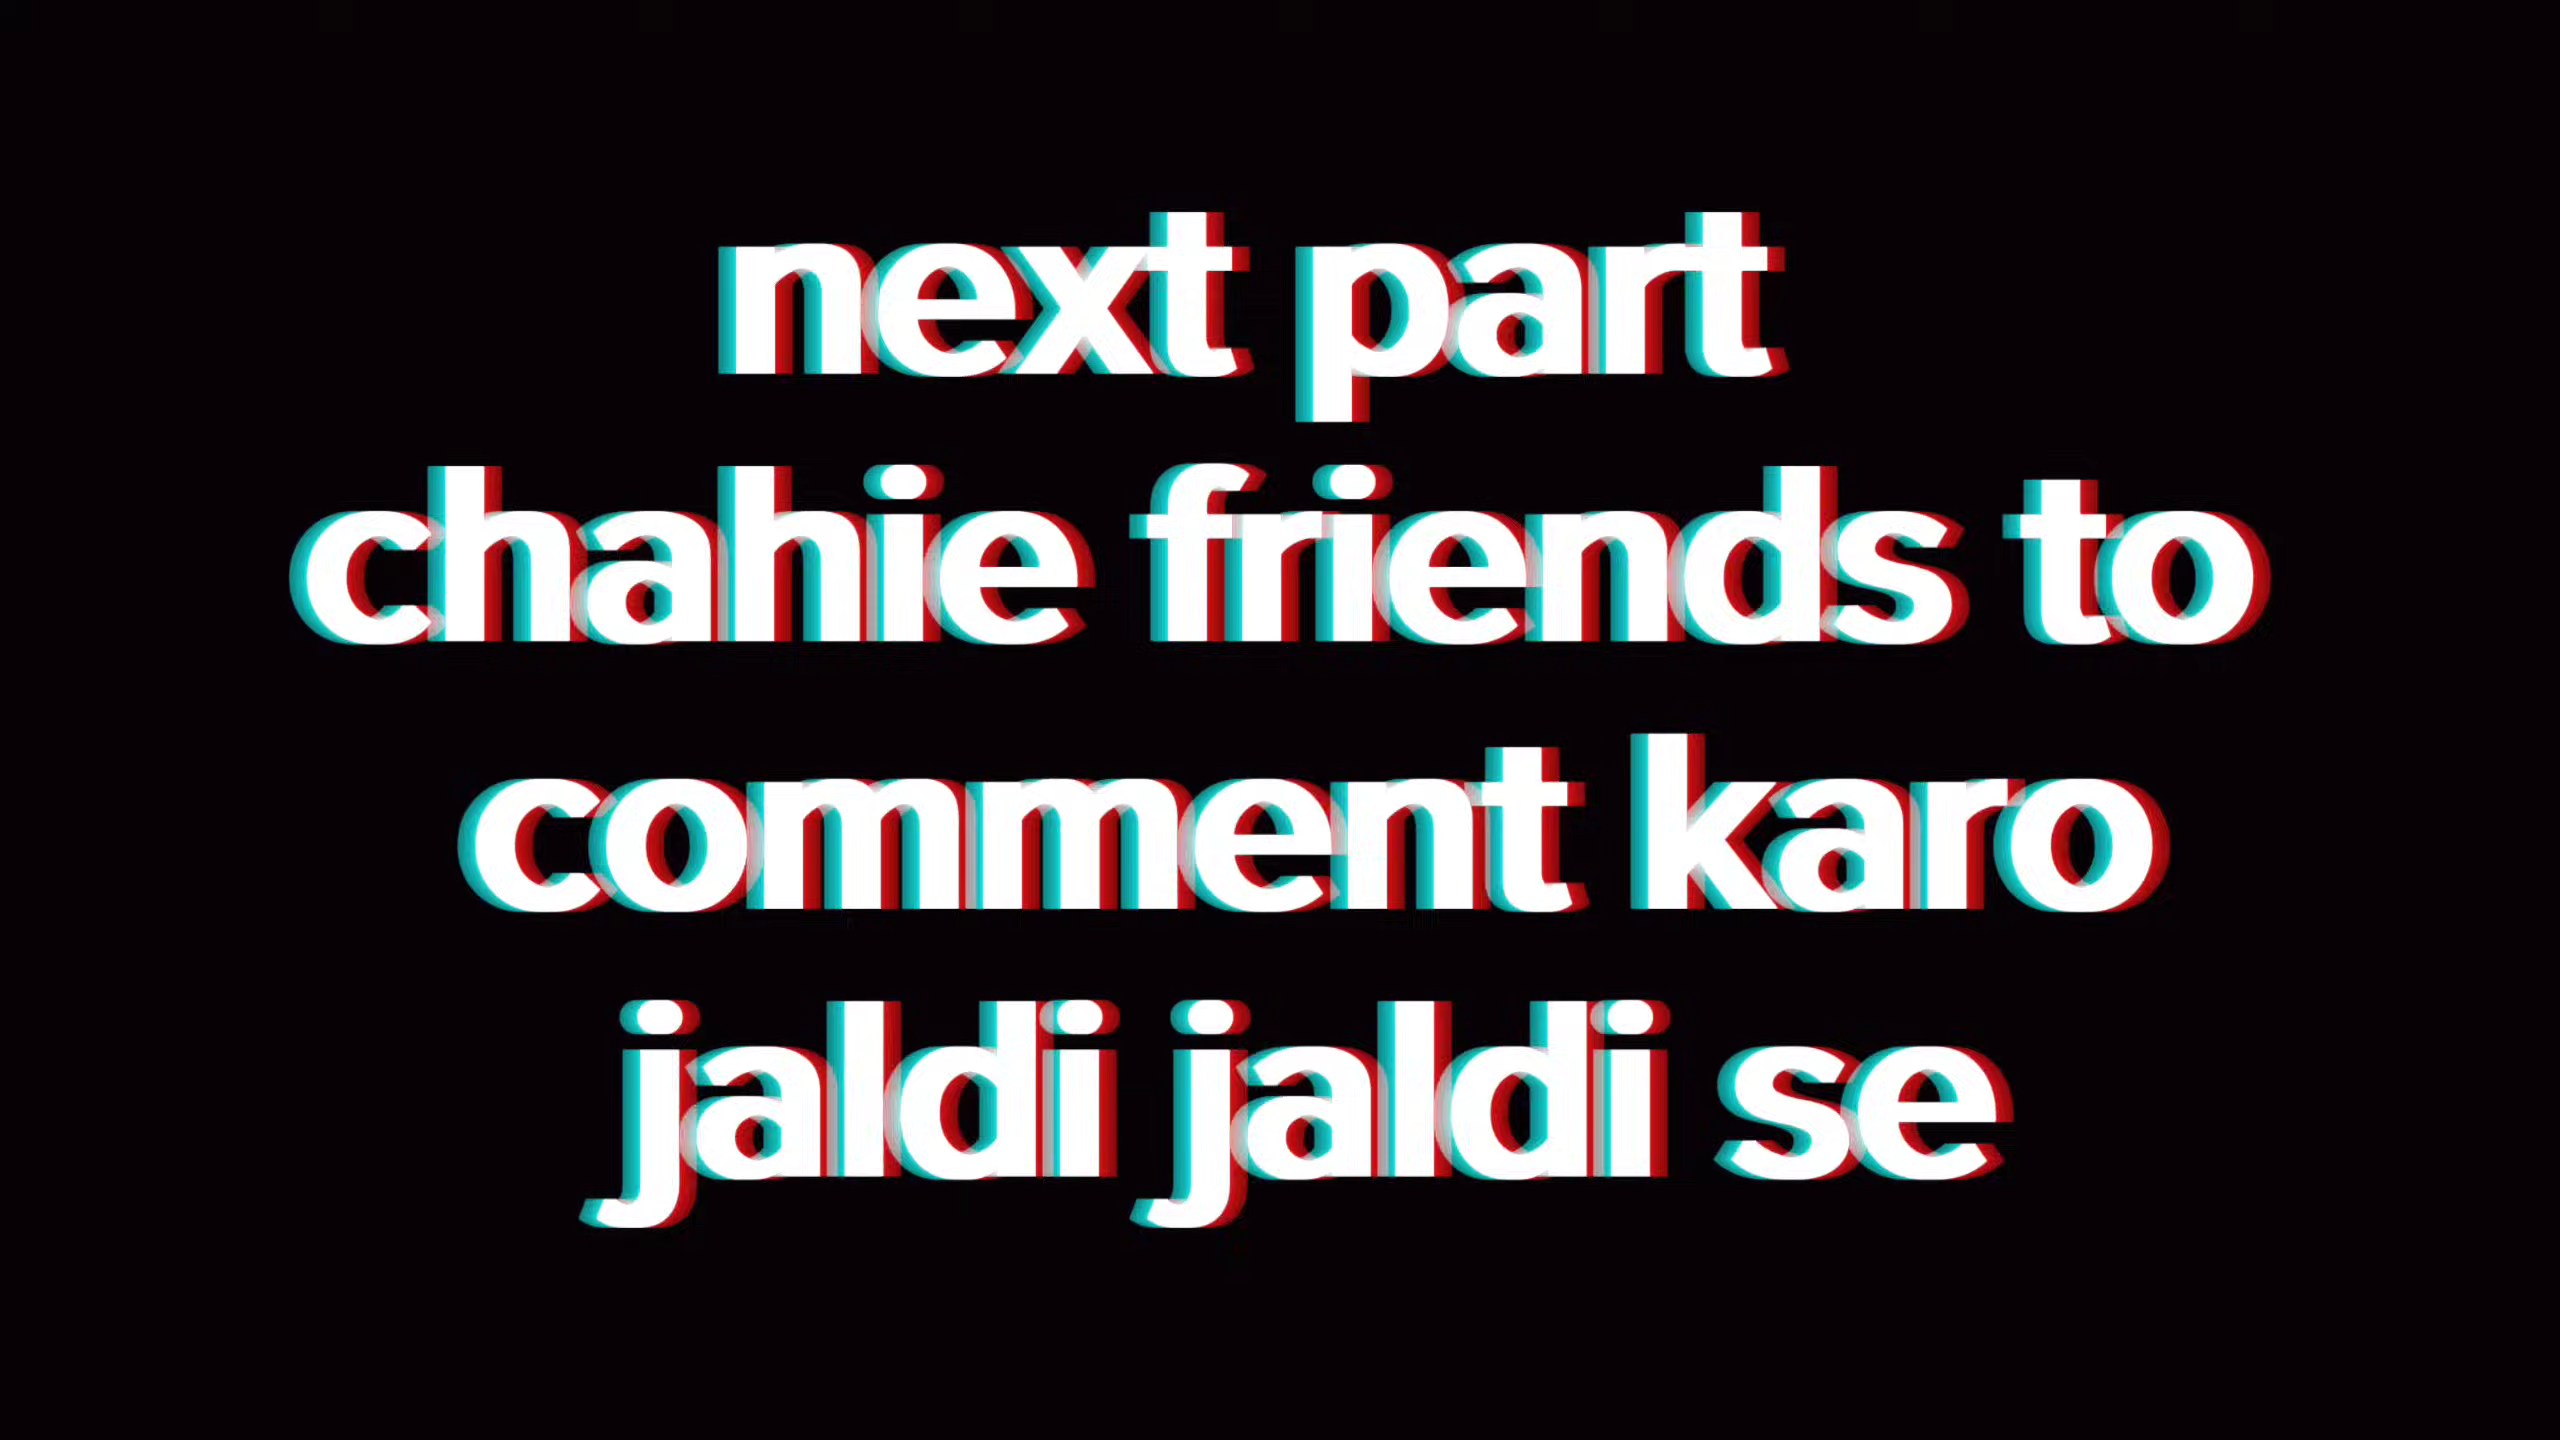 next part
chahie friends to
comment karo
jaldi jaldi se